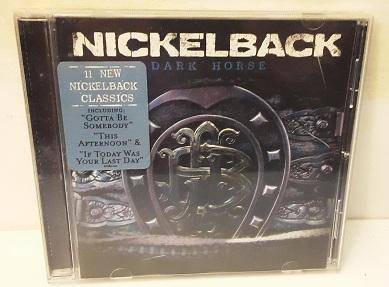 NICKELBACK
DARK HORSE
11 NEW
NICKELBACK
CLASSICS
INCLUDING:
"GOTTA BE
SOMEBODY"
"THIS
AFTERNOON" &
"IF TODAY WAS
YOUR LAST DAY"